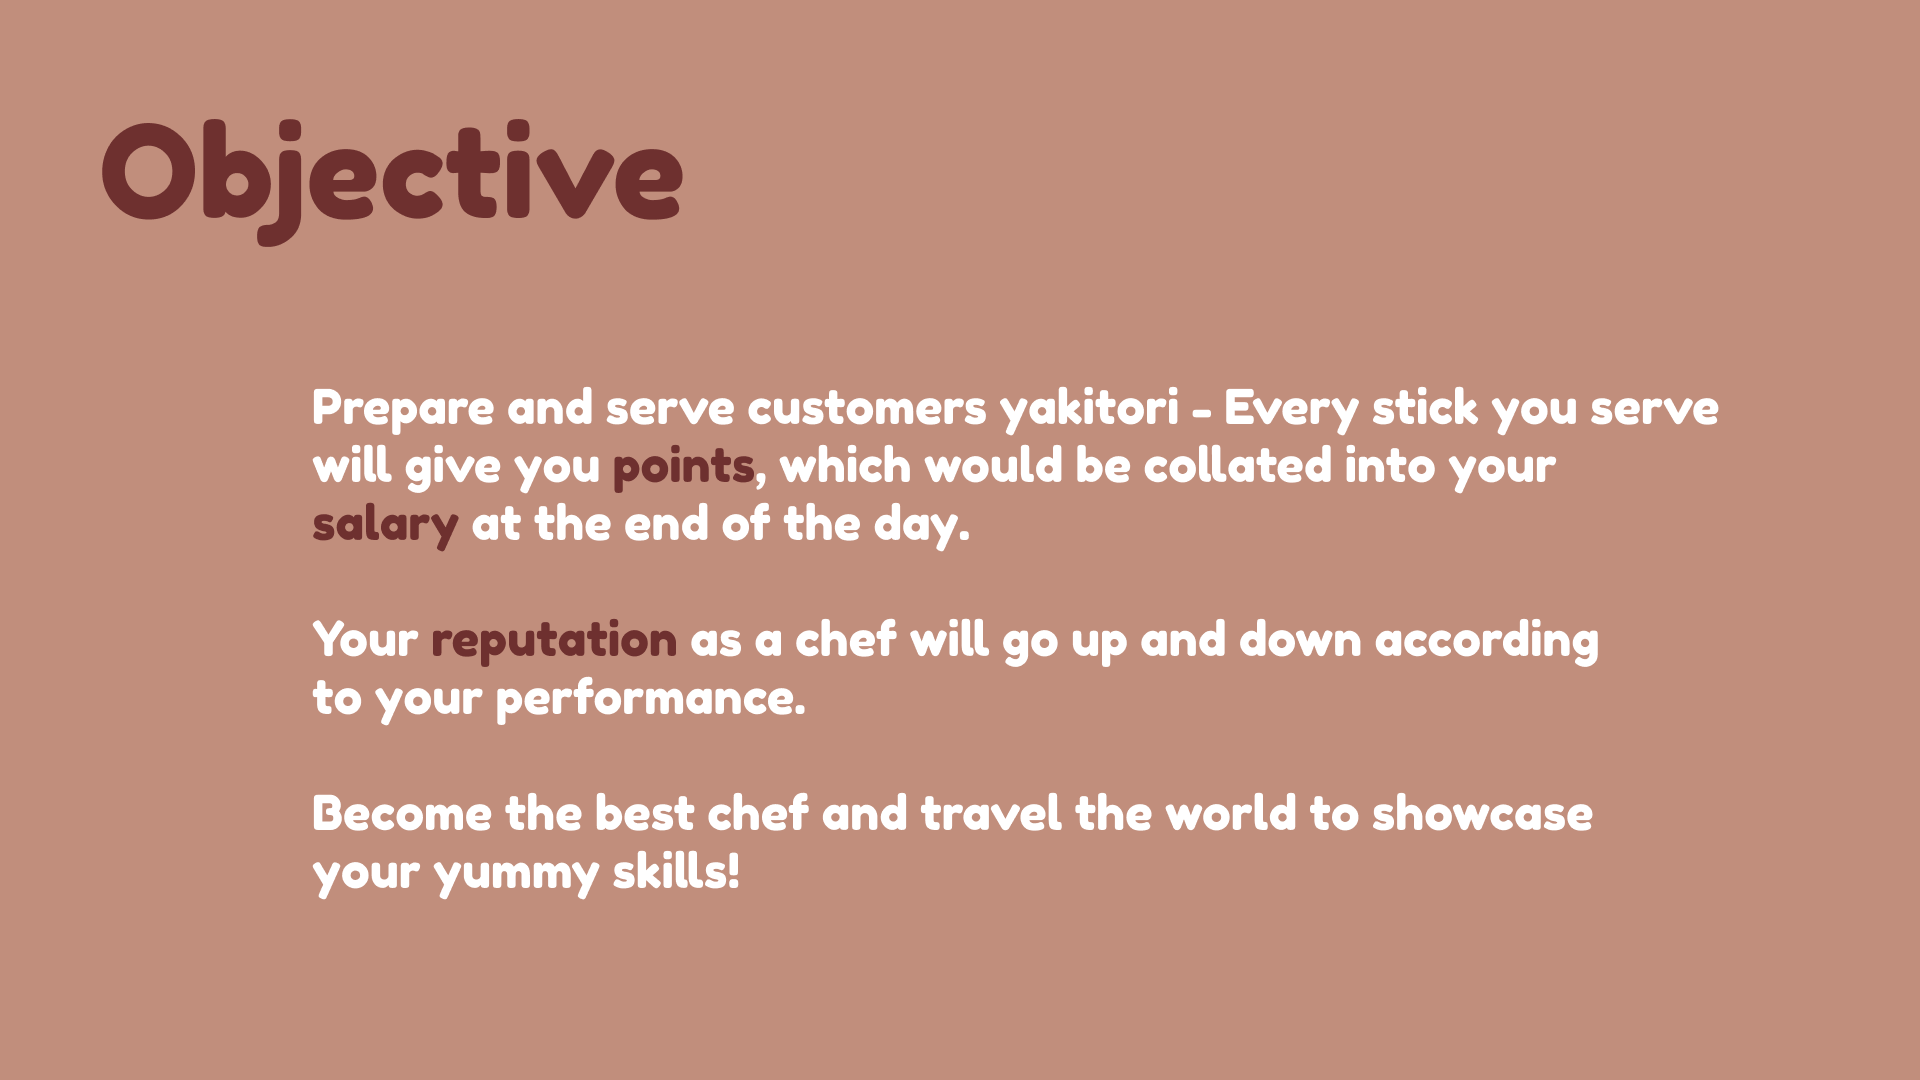 Objective
Prepare and serve customers yakitori - Every stick you serve
will give you points, which would be collated into your
salary at the end of the day.
Your reputation as a chef will go up and down according
to your performance.
Become the best chef and travel the world to showcase
your yummy skills!